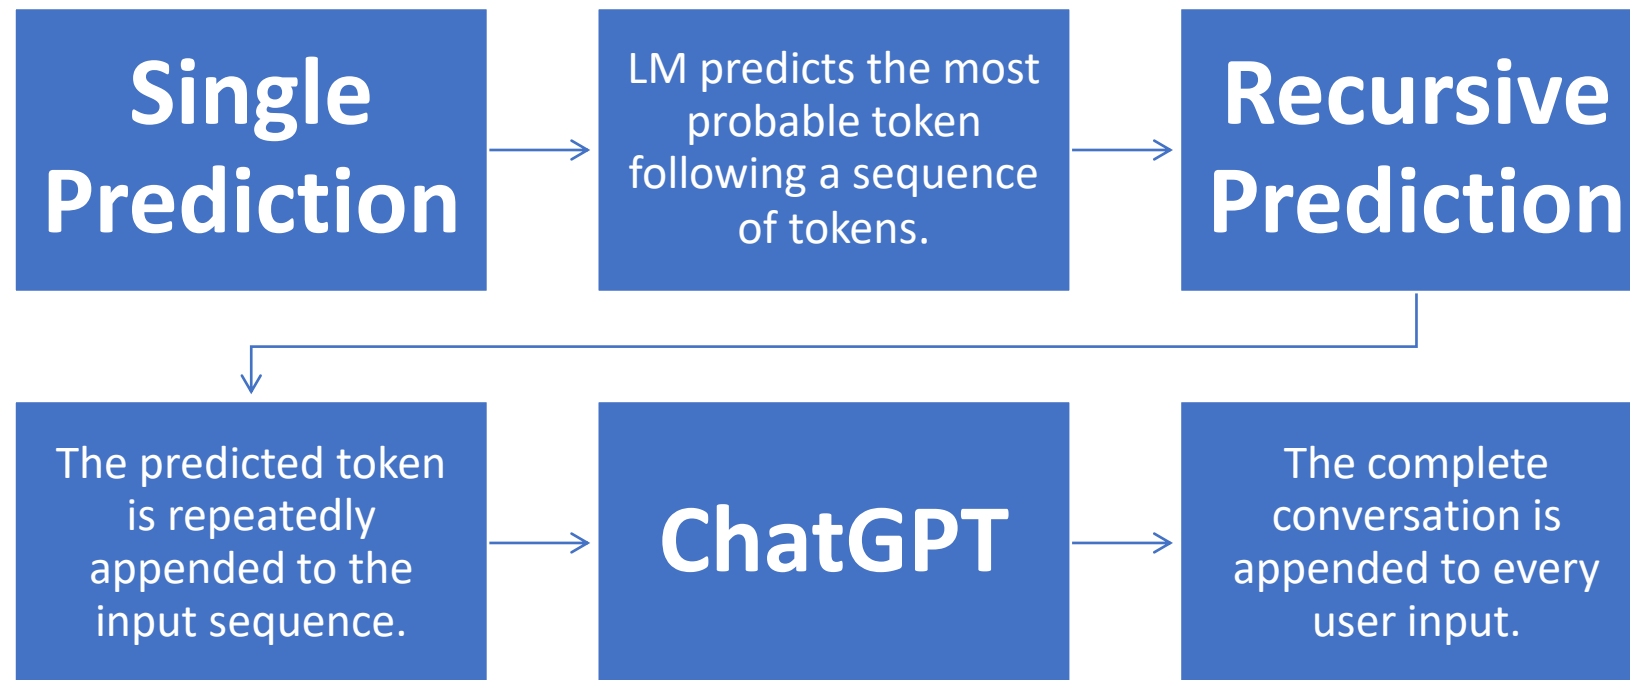 Single
Prediction
LM predicts the most
probable token
following a sequence
of tokens.
Recursive
Prediction
The predicted token
is repeatedly
appended to the
input sequence.
ChatGPT
The complete
conversation is
appended to every
user input.